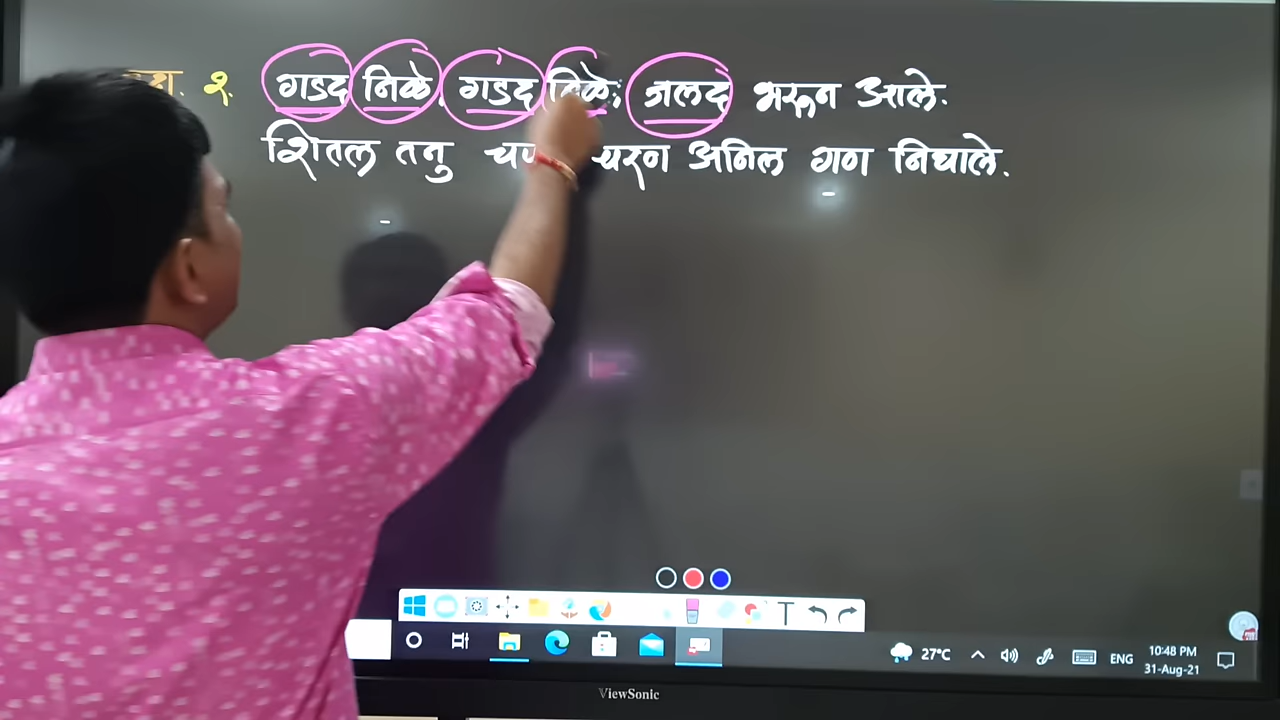 २. गडद निळे, गडद निळे; जलद भरून आले.
शितल तनु चरण अनिल गण निघाले.
27°C
ENG
10:48 PM
31-Aug-21
ViewSonic